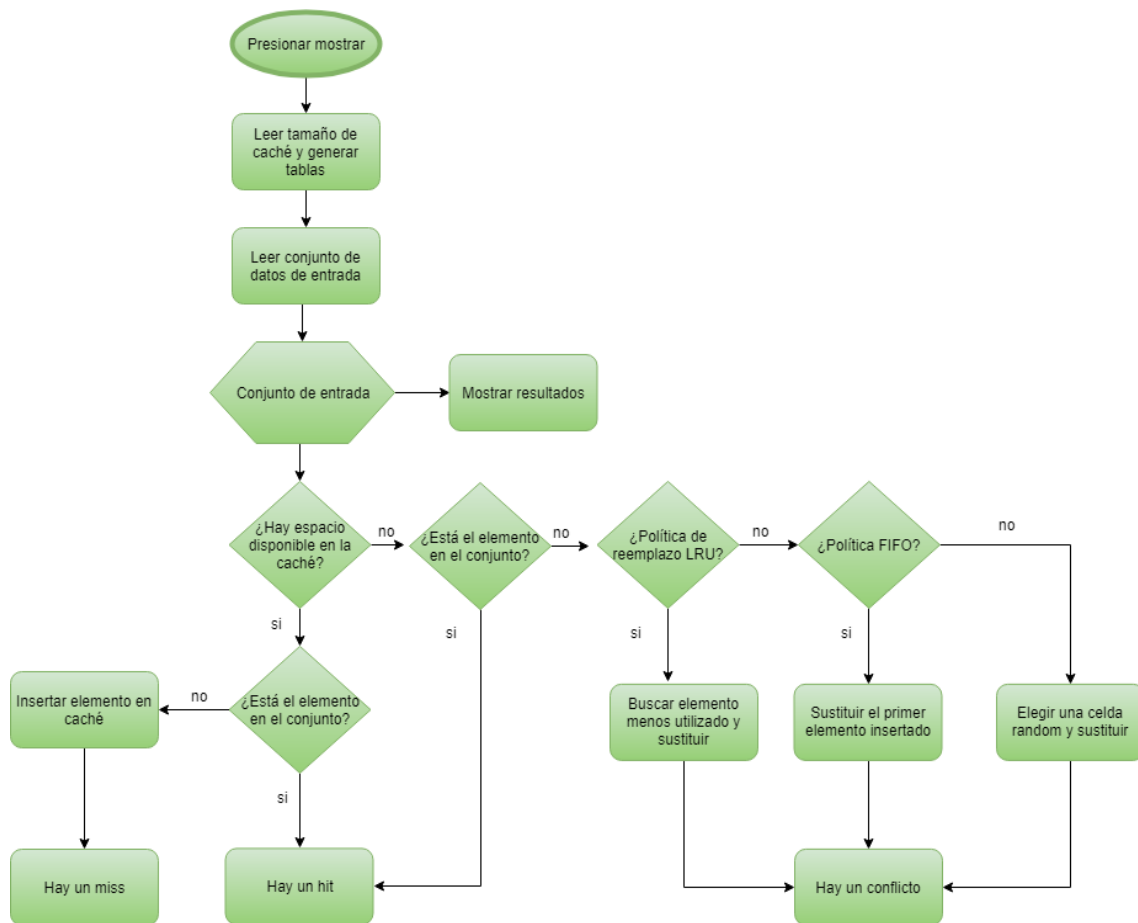 Presionar mostrar
Leer tamaño de
caché y generar
tablas
Leer conjunto de
datos de entrada
Conjunto de entrada
Mostrar resultados
¿Hay espacio
disponible en la
caché?
no
¿Está el elemento
en el conjunto?
no
¿Política de
reemplazo LRU?
no
¿Política FIFO?
no
si
si
si
si
Insertar elemento en
caché
no
¿Está el elemento
en el conjunto?
Buscar elemento
menos utilizado y
sustituir
Sustituir el primer
elemento insertado
Elegir una celda
random y sustituir
si
Hay un miss
Hay un hit
Hay un conflicto